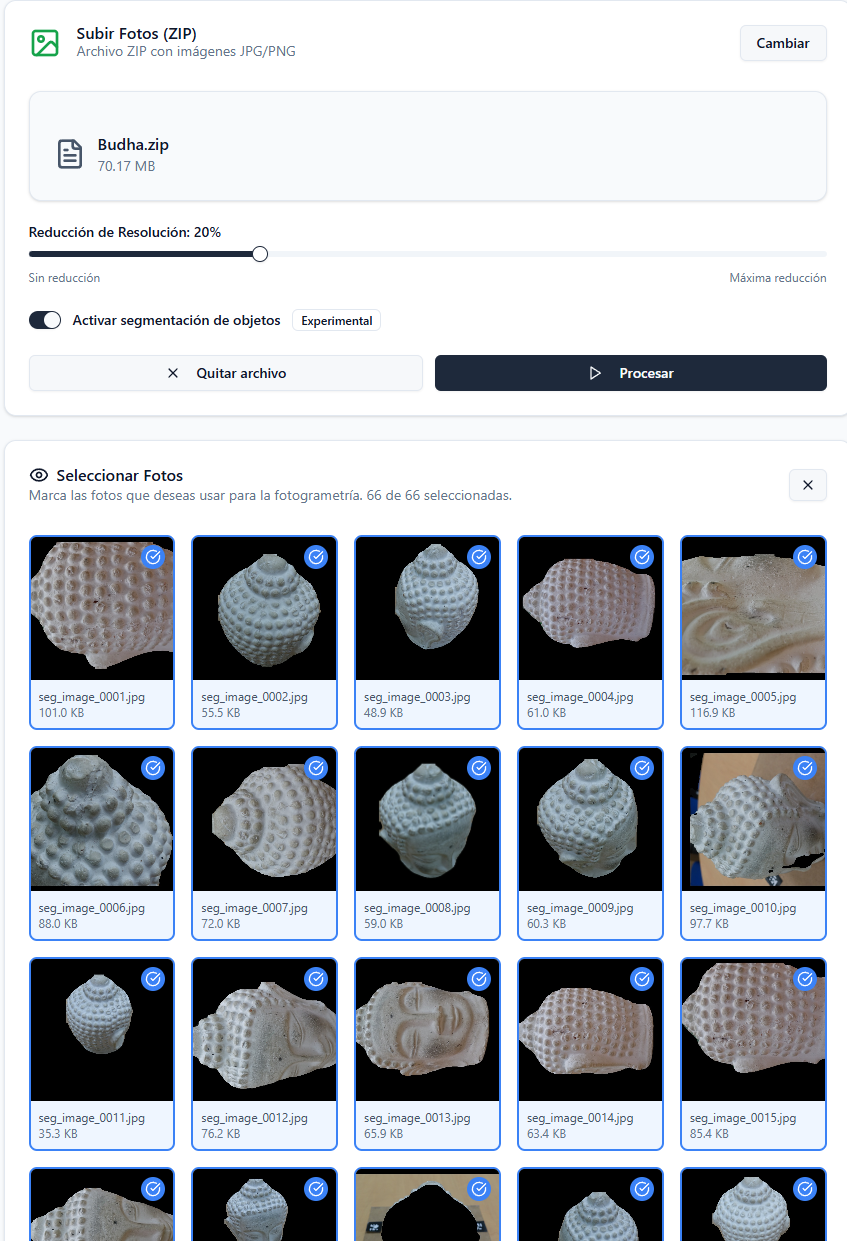 Subir Fotos (ZIP)
Archivo ZIP con imágenes JPG/PNG
Cambiar
Budha.zip
70.17 MB
Reducción de Resolución: 20%
Sin reducción
Máxima reducción
Activar segmentación de objetos
Experimental
Quitar archivo
Procesar
Seleccionar Fotos
Marca las fotos que deseas usar para la fotogrametría. 66 de 66 seleccionadas.
seg_image_0001.jpg
101.0 KB
seg_image_0002.jpg
55.5 KB
seg_image_0003.jpg
48.9 KB
seg_image_0004.jpg
61.0 KB
seg_image_0005.jpg
116.9 KB
seg_image_0006.jpg
88.0 KB
seg_image_0007.jpg
72.0 KB
seg_image_0008.jpg
59.0 KB
seg_image_0009.jpg
60.3 KB
seg_image_0010.jpg
97.7 KB
seg_image_0011.jpg
35.3 KB
seg_image_0012.jpg
76.2 KB
seg_image_0013.jpg
65.9 KB
seg_image_0014.jpg
63.4 KB
seg_image_0015.jpg
85.4 KB